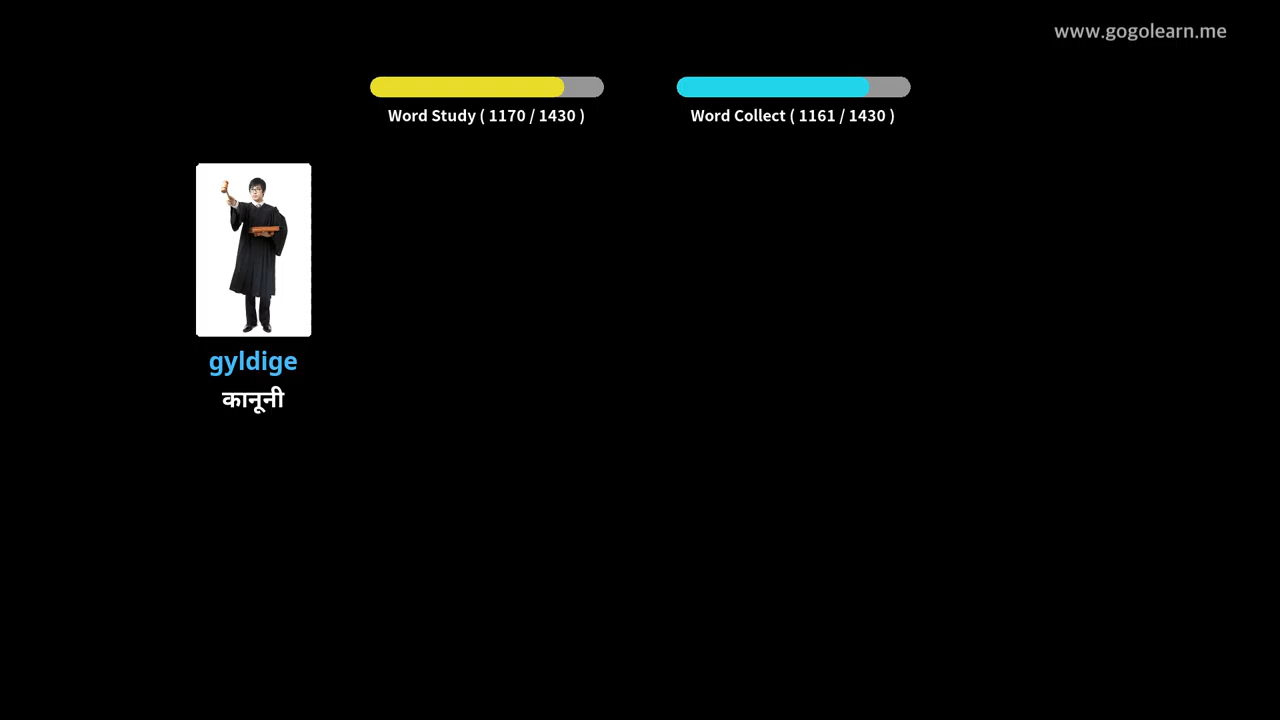 www.gogolearn.me
Word Study ( 1170 / 1430 )
Word Collect ( 1161 / 1430 )
gyldige
कानूनी